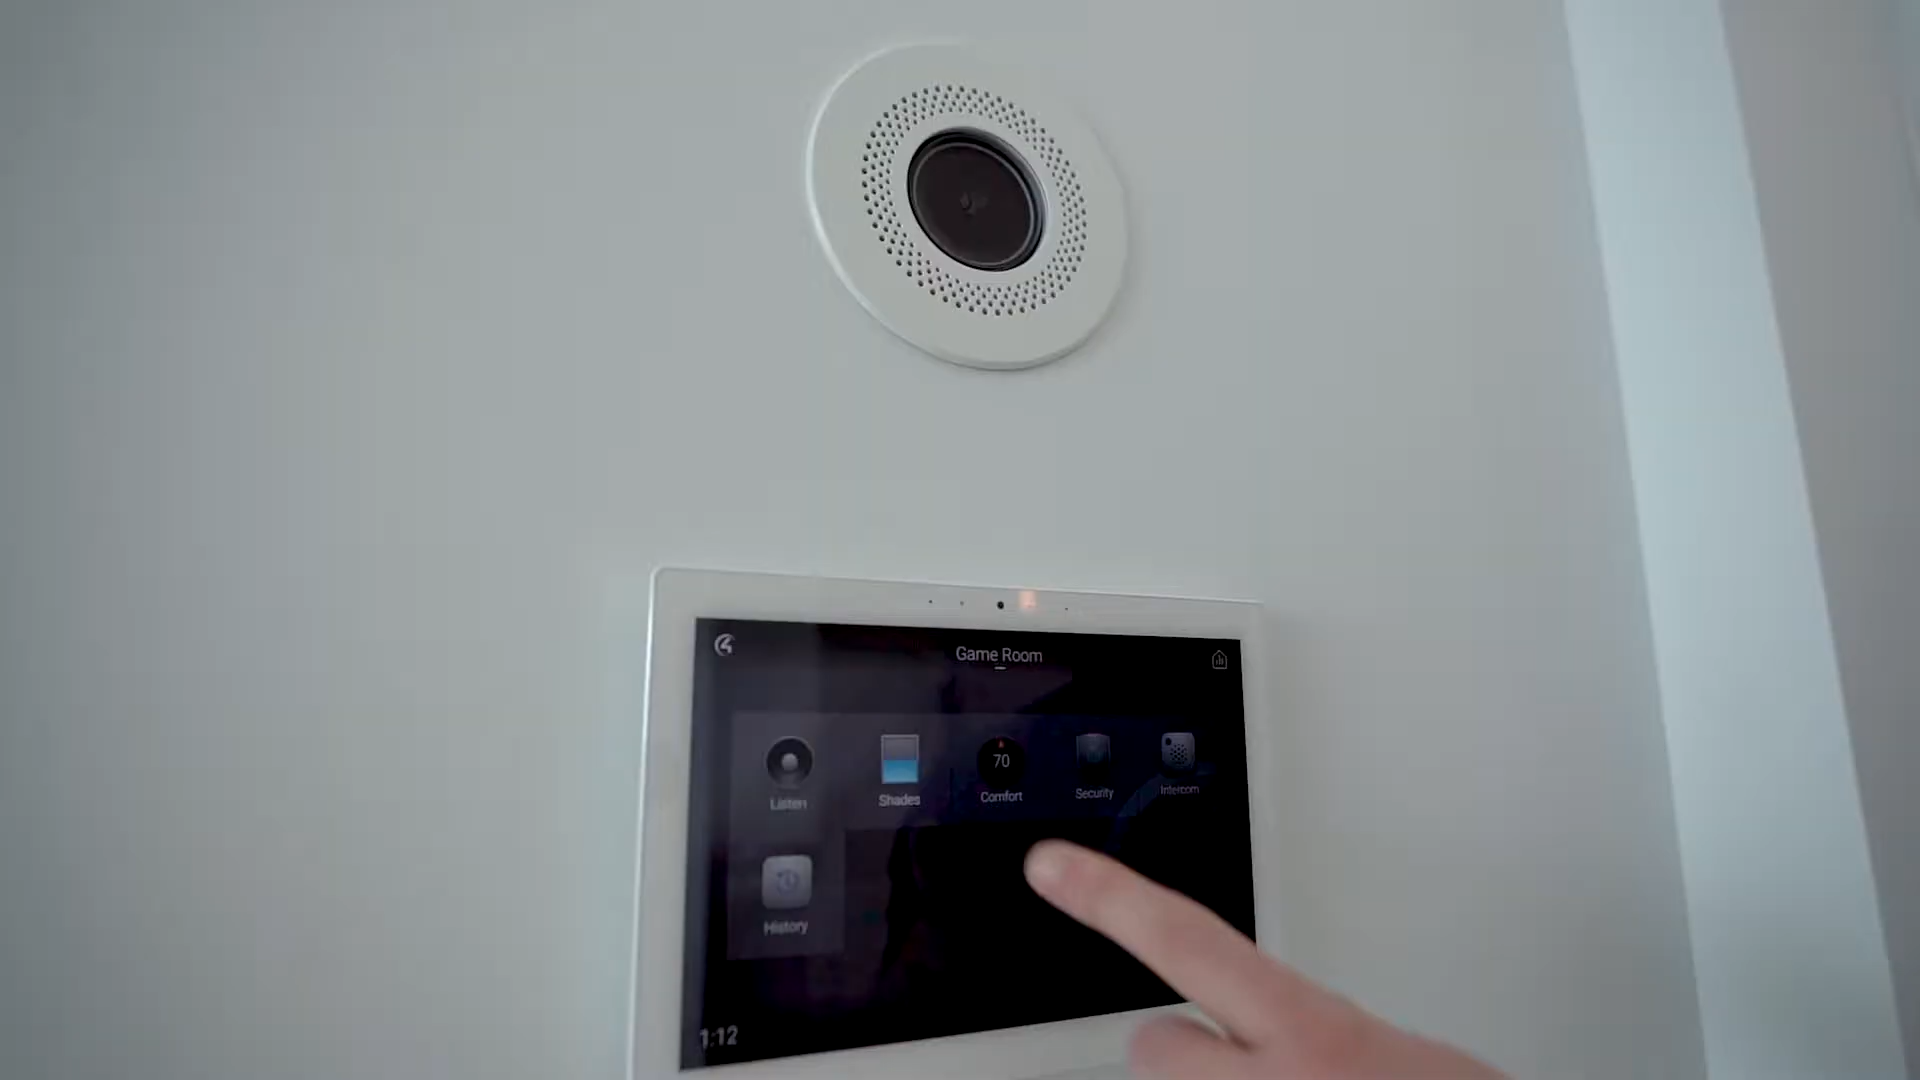 Game Room
Listen
Shades
70
Comfort
Security
Intercom
History
1:12